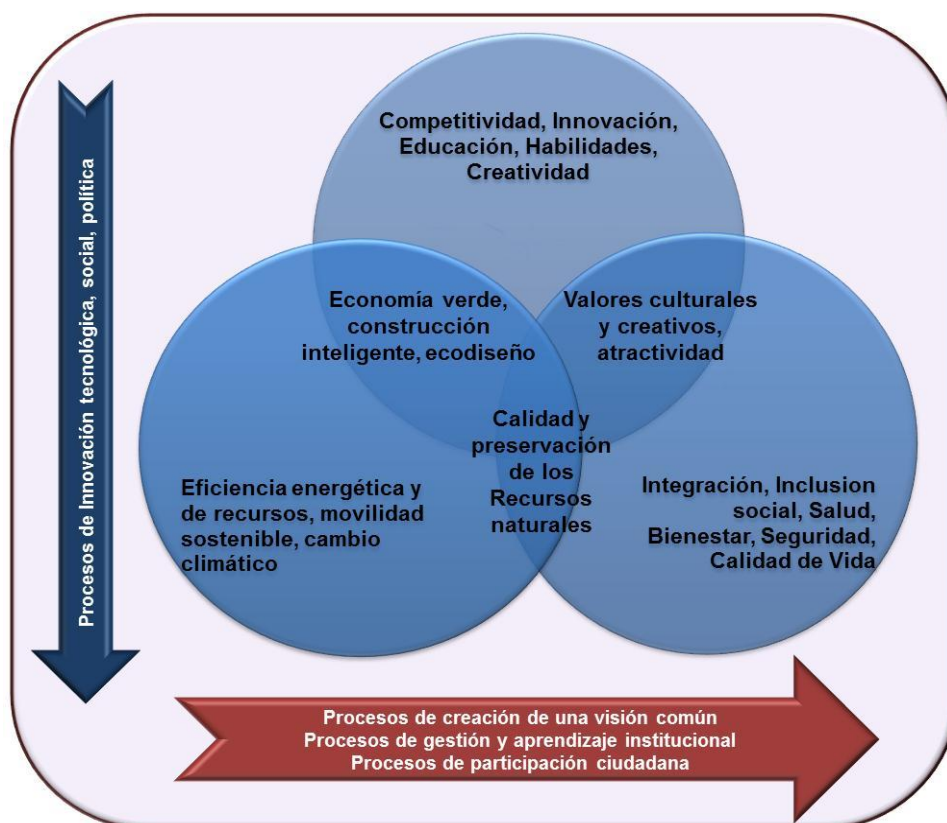 Procesos de Innovación tecnológica, social, política
Competitividad, Innovación,
Educación, Habilidades,
Creatividad
Economía verde,
construcción
inteligente, ecodiseño
Valores culturales
y creativos,
atractividad
Calidad y
preservación
de los
Recursos
naturales
Eficiencia energética y
de recursos, movilidad
sostenible, cambio
climático
Integración, Inclusion
social, Salud,
Bienestar, Seguridad,
Calidad de Vida
Procesos de creación de una visión común
Procesos de gestión y aprendizaje institucional
Procesos de participación ciudadana